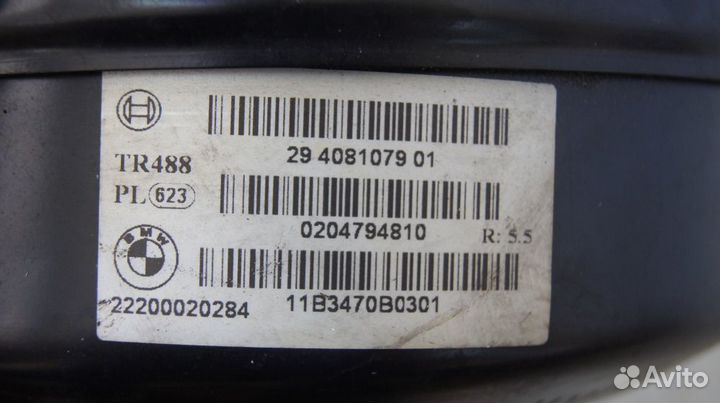 29 4081079 01
TR488
PL 623
0204794810 R: 5.5
BMW
22200020284 11B3470B0301
Avito